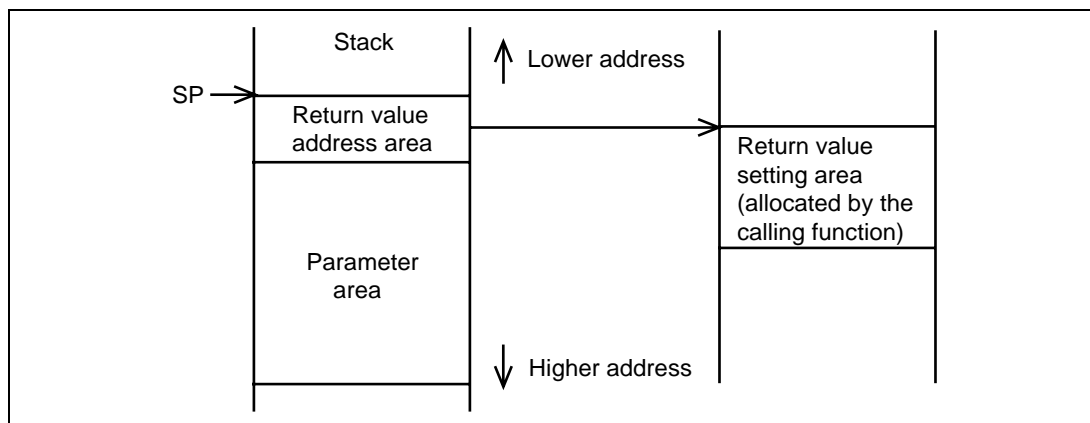 Stack
Lower address
SP
Return value
address area
Return value
setting area
(allocated by the
calling function)
Parameter
area
Higher address